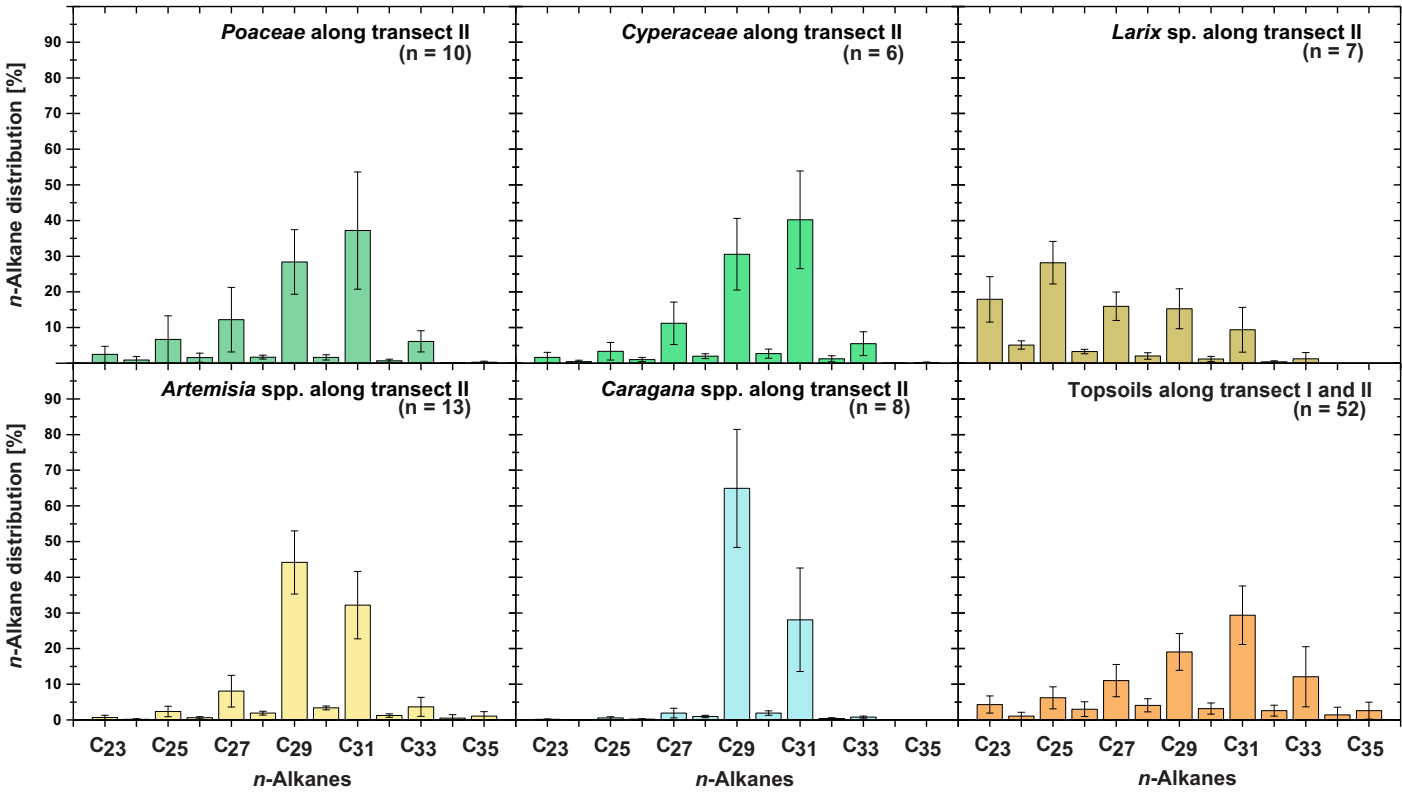 Poaceae along transect II
(n = 10)
Cyperaceae along transect II
(n = 6)
Larix sp. along transect II
(n = 7)
n-Alkane distribution [%]
90
80
70
60
50
40
30
20
10
0
Artemisia spp. along transect II
(n = 13)
Caragana spp. along transect II
(n = 8)
Topsoils along transect I and II
(n = 52)
n-Alkane distribution [%]
90
80
70
60
50
40
30
20
10
0
C23 C25 C27 C29 C31 C33 C35
C23 C25 C27 C29 C31 C33 C35
C23 C25 C27 C29 C31 C33 C35
n-Alkanes
n-Alkanes
n-Alkanes